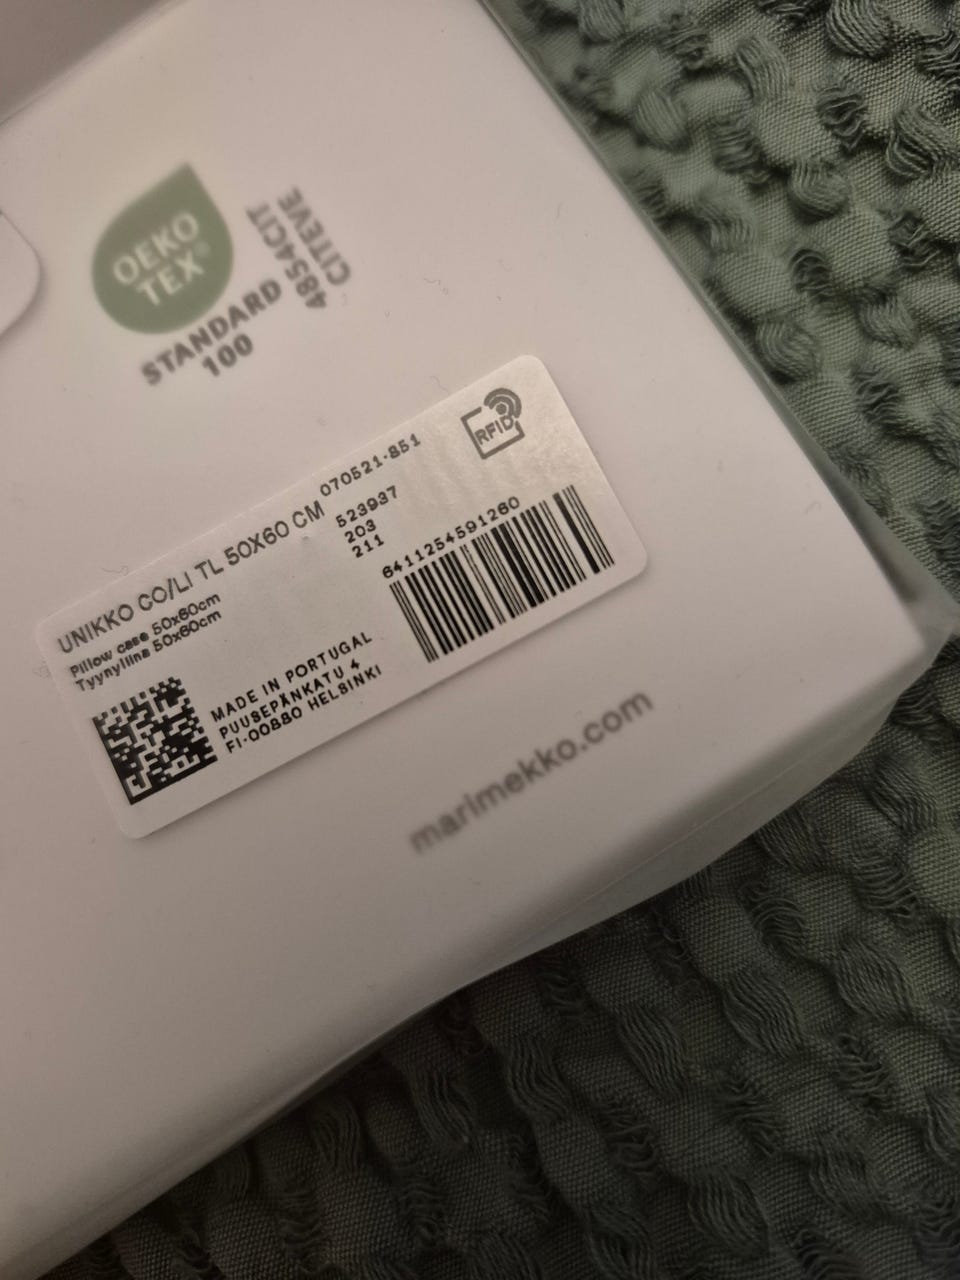 OEKO
TEX®
STANDARD
100
4854CIT
CITEVE
UNIKKO CO/LI TL 50X60 CM
070521-851
Pillow case 50x60cm
Tyynyliina 50x60cm
523937
203
211
RFID
6411254591260
MADE IN PORTUGAL
PUUSEPÄNKATU 4
FI-00880 HELSINKI
marimekko.com